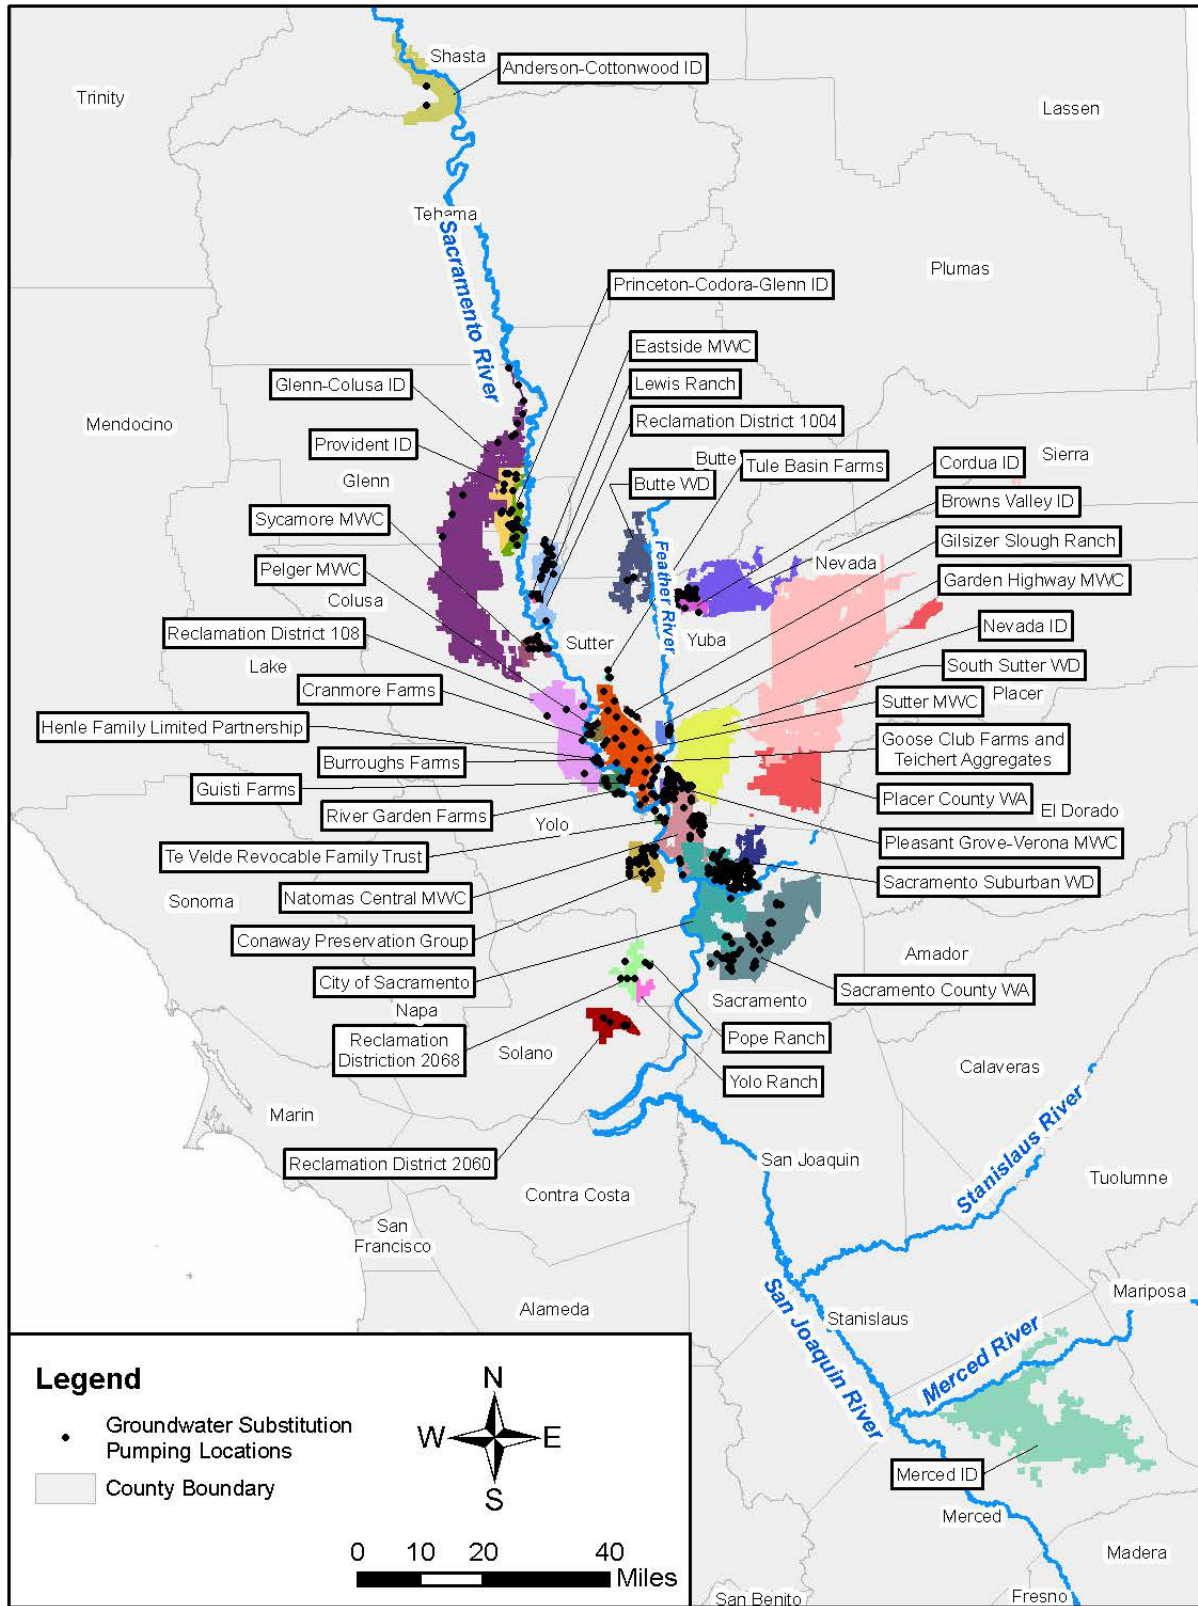 Shasta
Anderson-Cottonwood ID
Trinity
Lassen
Tehama
Sacramento River
Plumas
Princeton-Codora-Glenn ID
Eastside MWC
Glenn-Colusa ID
Lewis Ranch
Mendocino
Reclamation District 1004
Provident ID
Butte
Tule Basin Farms
Cordua ID
Sierra
Glenn
Butte WD
Browns Valley ID
Sycamore MWC
Gilsizer Slough Ranch
Feather River
Nevada
Pelger MWC
Garden Highway MWC
Colusa
Reclamation District 108
Sutter
Yuba
Nevada ID
Lake
South Sutter WD
Cranmore Farms
Placer
Sutter MWC
Henle Family Limited Partnership
Goose Club Farms and
Teichert Aggregates
Burroughs Farms
Guisti Farms
Placer County WA
River Garden Farms
El Dorado
Yolo
Pleasant Grove-Verona MWC
Te Velde Revocable Family Trust
Sacramento Suburban WD
Natomas Central MWC
Sonoma
Conaway Preservation Group
Amador
City of Sacramento
Sacramento County WA
Sacramento
Napa
Pope Ranch
Reclamation
Distriction 2068
Solano
Calaveras
Yolo Ranch
Marin
Stanislaus River
Reclamation District 2060
San Joaquin
Tuolumne
Contra Costa
San
Francisco
San Joaquin River
Mariposa
Alameda
Stanislaus
Merced River
Legend
N
Groundwater Substitution
Pumping Locations
W
E
Merced ID
County Boundary
S
Merced
0 10 20 40
Miles
Madera
San Benito
Fresno